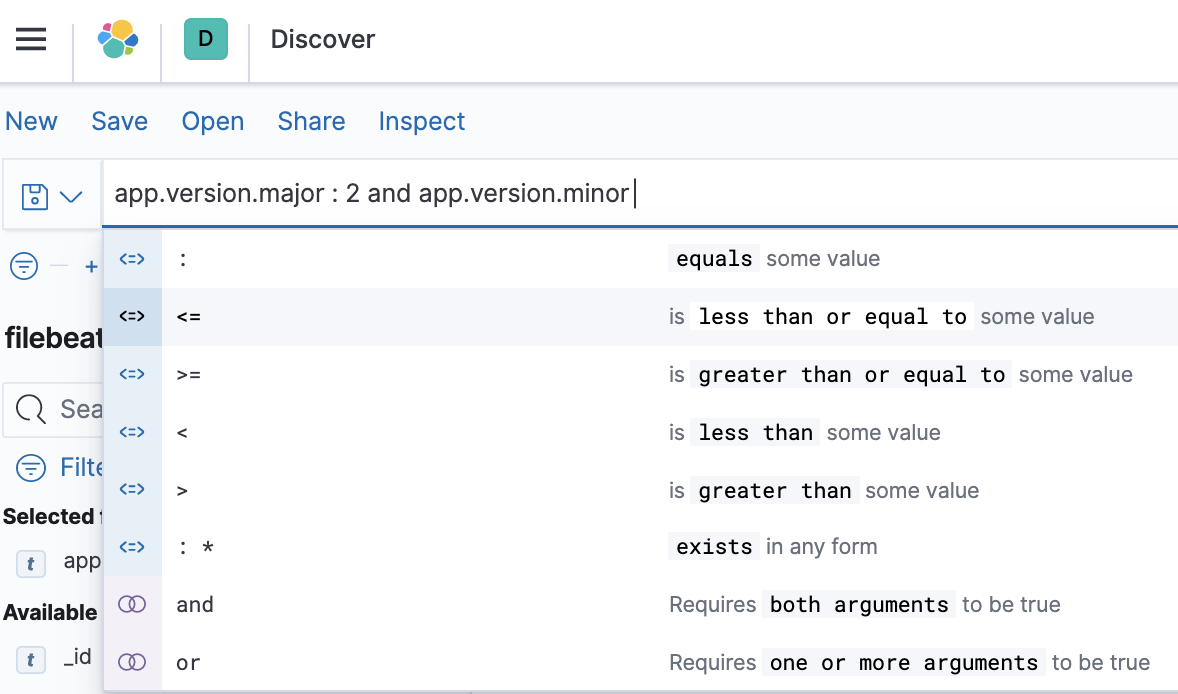 D Discover
New Save Open Share Inspect
app.version.major : 2 and app.version.minor
: equals some value
<= is less than or equal to some value
+
filebeat
>= is greater than or equal to some value
Sea
< is less than some value
Filte
> is greater than some value
Selected f
: * exists in any form
t app
and Requires both arguments to be true
Available
t _id
or Requires one or more arguments to be true